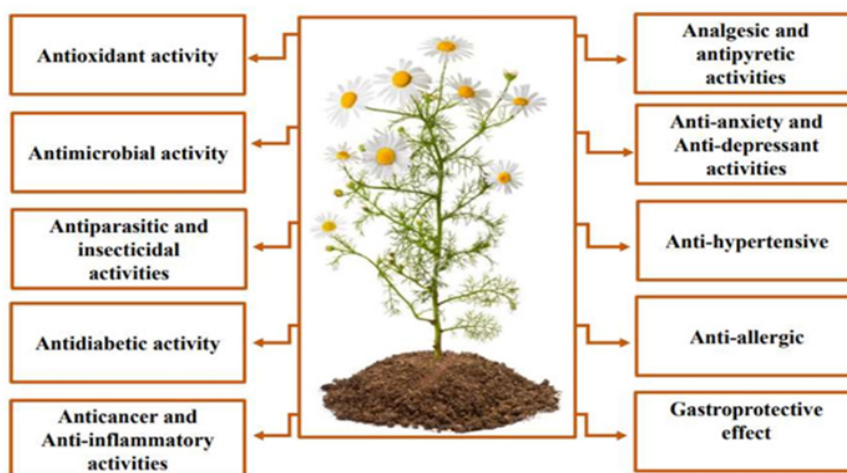 Antioxidant activity
Antimicrobial activity
Antiparasitic and
insecticidal
activities
Antidiabetic activity
Anticancer and
Anti-inflammatory
activities
Analgesic and
antipyretic
activities
Anti-anxiety and
Anti-depressant
activities
Anti-hypertensive
Anti-allergic
Gastroprotective
effect